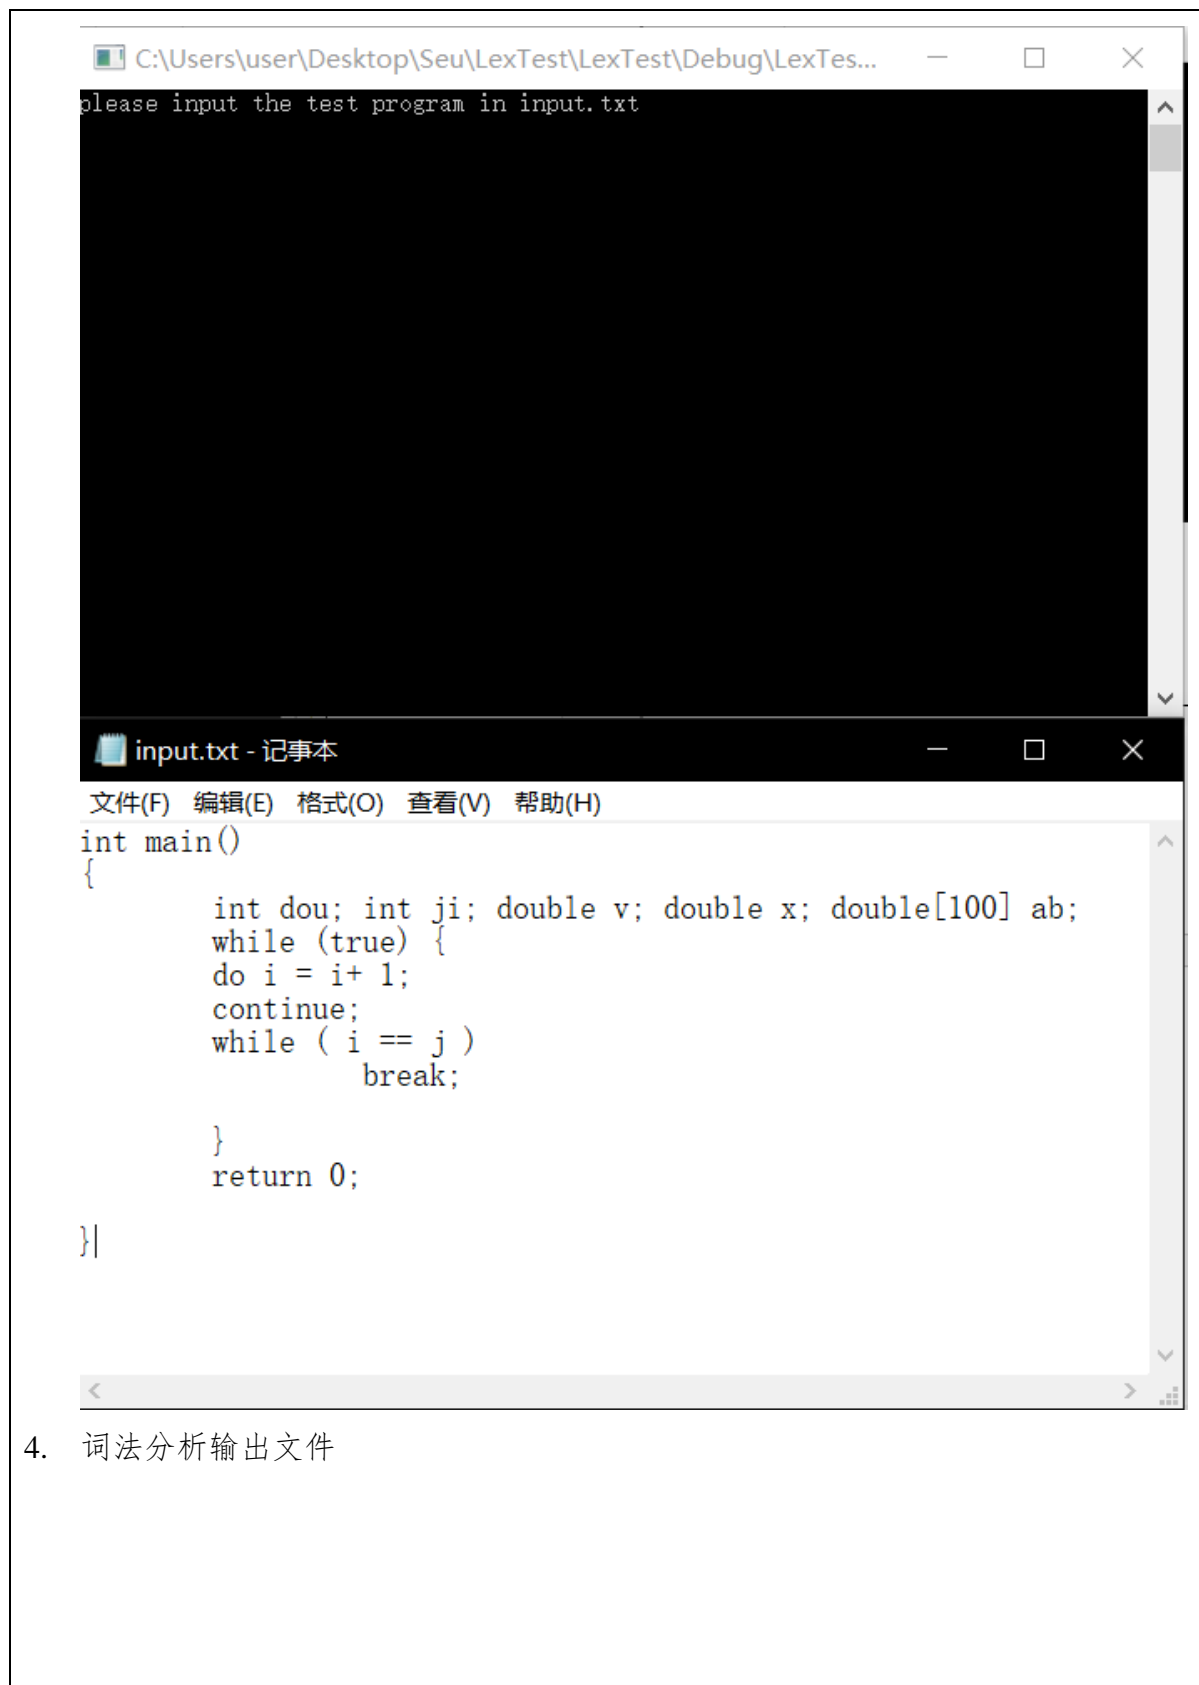 C:\Users\user\Desktop\Seu\LexTest\LexTest\Debug\LexTes...
please input the test program in input.txt
input.txt - 记事本
文件(F) 编辑(E) 格式(O) 查看(V) 帮助(H)
int main()
{
int dou; int ji; double v; double x; double[100] ab;
while (true) {
do i = i+ 1;
continue;
while ( i == j )
break;
}
return 0;
}
4. 词法分析输出文件